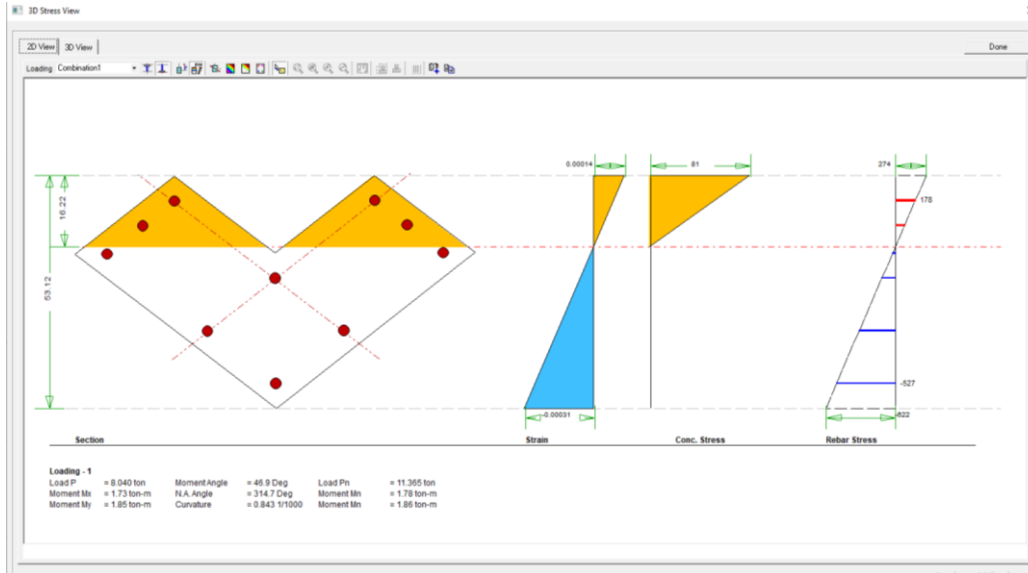 3D Stress View
2D View 3D View Done
Loading Combination1
0.00014 81 274
16.22
178
53.12
-527
-0.00031 -622
Section Strain Conc. Stress Rebar Stress
Loading - 1
Load P = 8.040 ton Moment Angle = 46.9 Deg Load Pn = 11.365 ton
Moment Mx = 1.73 ton-m N.A. Angle = 314.7 Deg Moment Mn = 1.78 ton-m
Moment My = 1.85 ton-m Curvature = 0.843 1/1000 Moment Mn = 1.86 ton-m